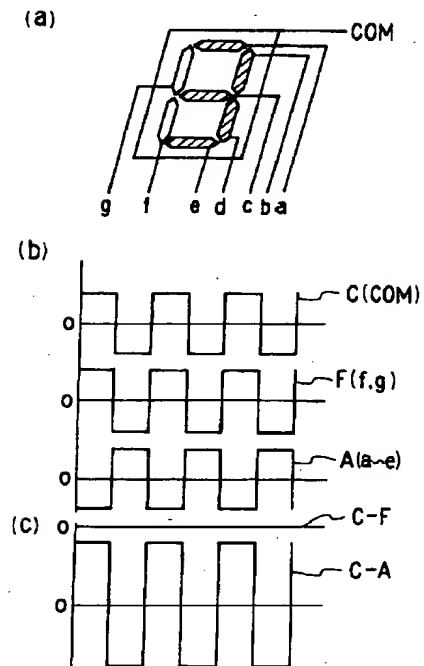 (a)
COM
g f e d c b a
(b)
O
C(COM)
O
F(f,g)
O
A(a~e)
(c)
O
C-F
O
C-A